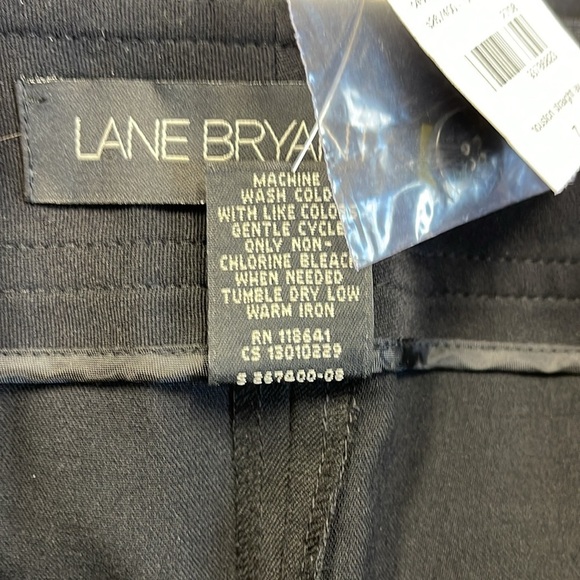 LANE BRYAN
MACHINE
WASH COLD
WITH LIKE COLORS
GENTLE CYCLE
ONLY NON-
CHLORINE BLEACH
WHEN NEEDED
TUMBLE DRY LOW
WARM IRON
RN 118641
CS 13010229
S 267400-08